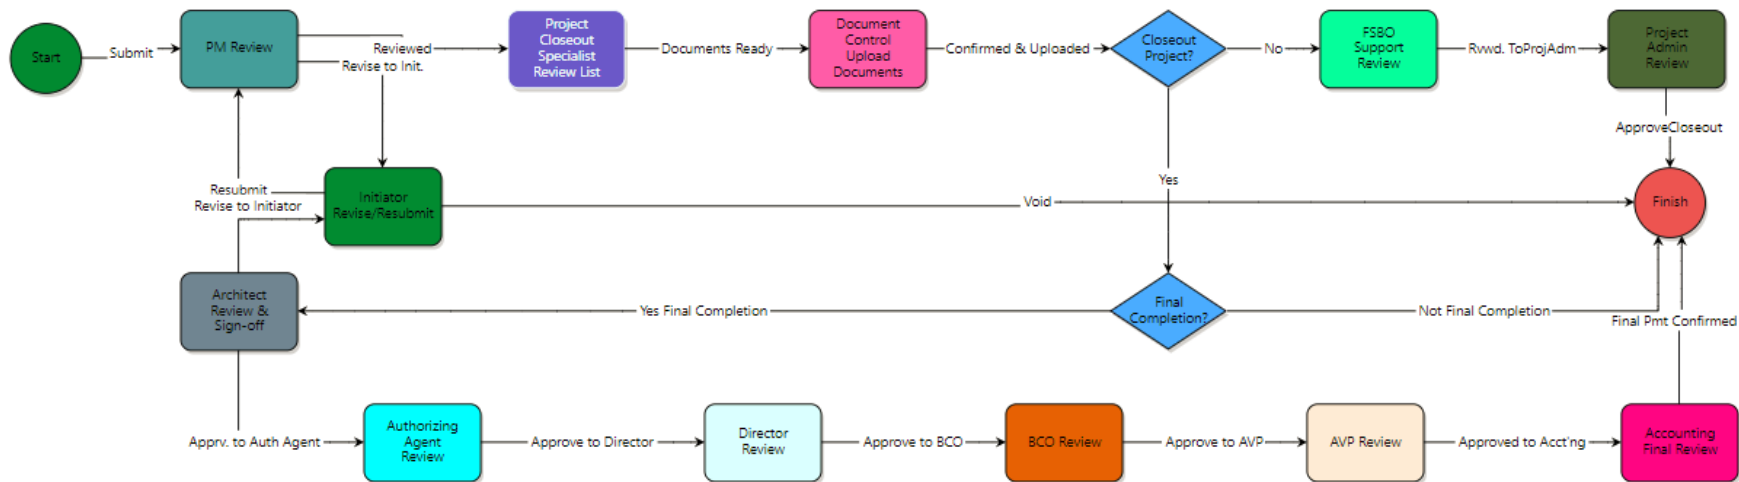 Start
Submit
PM Review
Reviewed
Revise to Init.
Project
Closeout
Specialist
Review List
Documents Ready
Document
Control
Upload
Documents
Confirmed & Uploaded
Closeout
Project?
No
FSBO
Support
Review
Rvwd. ToProjAdm
Project
Admin
Review
ApproveCloseout
Yes
Resubmit
Revise to Initiator
Initiator
Revise/Resubmit
Void
Finish
Architect
Review &
Sign-off
Yes Final Completion
Final
Completion?
Not Final Completion
Final Pmt Confirmed
Apprv. to Auth Agent
Authorizing
Agent
Review
Approve to Director
Director
Review
Approve to BCO
BCO Review
Approve to AVP
AVP Review
Approved to Acct'ng
Accounting
Final Review